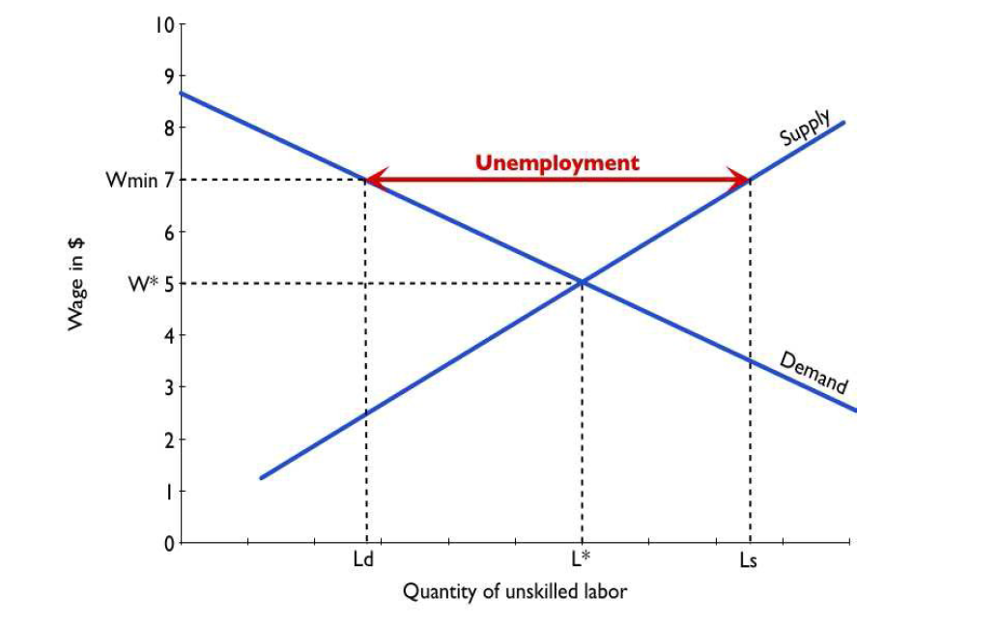 10
9
8
Supply
Unemployment
Wmin 7
6
Wage in $
W* 5
4
Demand
3
2
1
0
Ld
L*
Ls
Quantity of unskilled labor